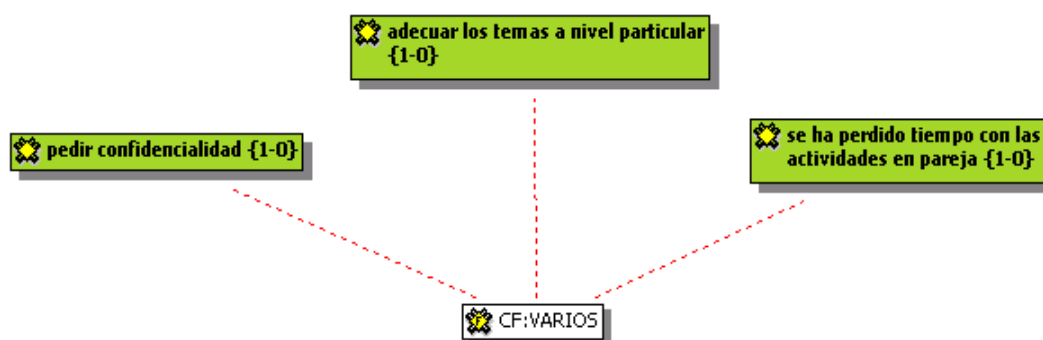 adecuar los temas a nivel particular
{1-0}
pedir confidencialidad {1-0}
se ha perdido tiempo con las
actividades en pareja {1-0}
CF:VARIOS